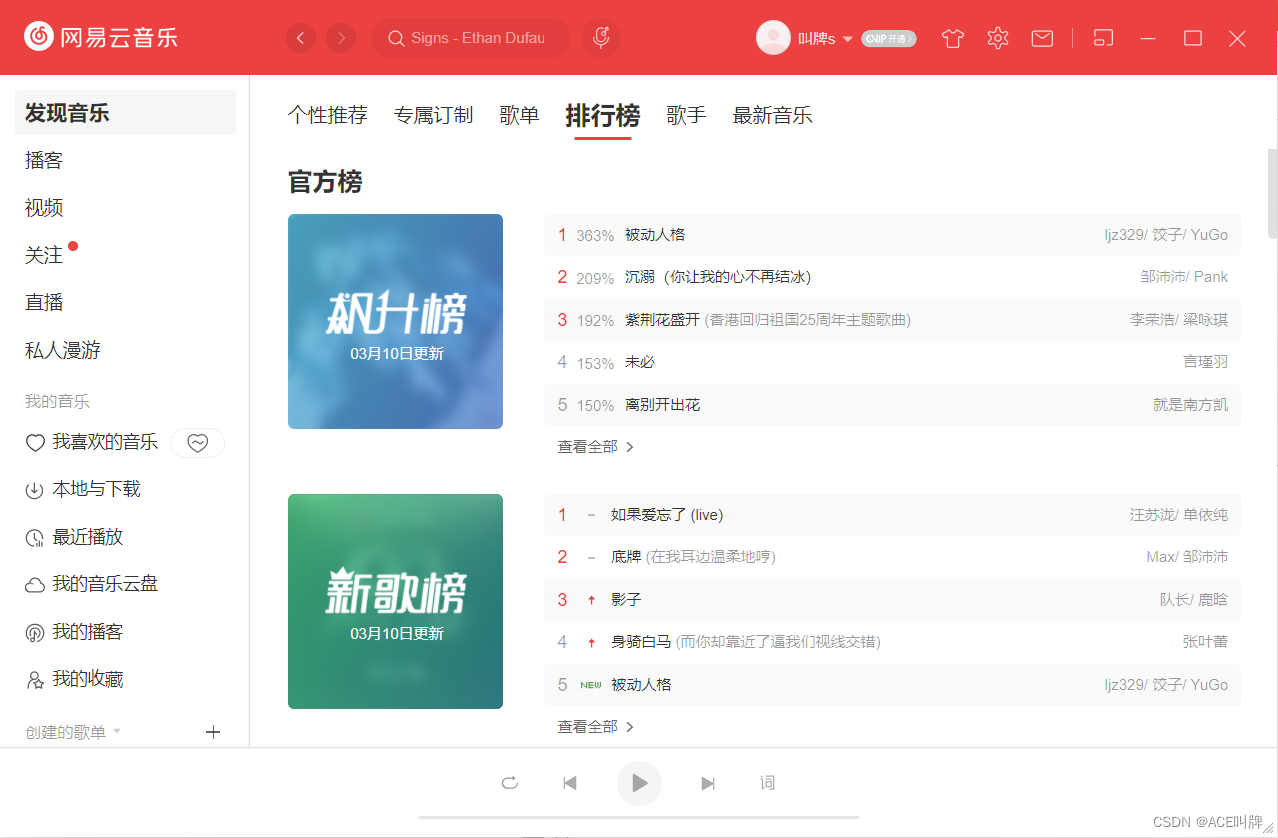 网易云音乐
Signs - Ethan Dufau
叫牌s
VIP开通
发现音乐
播客
视频
关注
直播
私人漫游
我的音乐
我喜欢的音乐
本地与下载
最近播放
我的音乐云盘
我的播客
我的收藏
创建的歌单
个性推荐 专属订制 歌单 排行榜 歌手 最新音乐
官方榜
飙升榜
03月10日更新
1 363% 被动人格 ljz329/ 饺子/ YuGo
2 209% 沉溺（你让我的心不再结冰） 邹沛沛/ Pank
3 192% 紫荆花盛开 (香港回归祖国25周年主题歌曲) 李荣浩/ 梁咏琪
4 153% 未必 言瑾羽
5 150% 离别开出花 就是南方凯
查看全部
新歌榜
03月10日更新
1 - 如果爱忘了 (live) 汪苏泷/ 单依纯
2 - 底牌 (在我耳边温柔地哼) Max/ 邹沛沛
3 影子 队长/ 鹿晗
4 身骑白马 (而你却靠近了逼我们视线交错) 张叶蕾
5 NEW 被动人格 ljz329/ 饺子/ YuGo
查看全部
词
CSDN @ACE叫牌